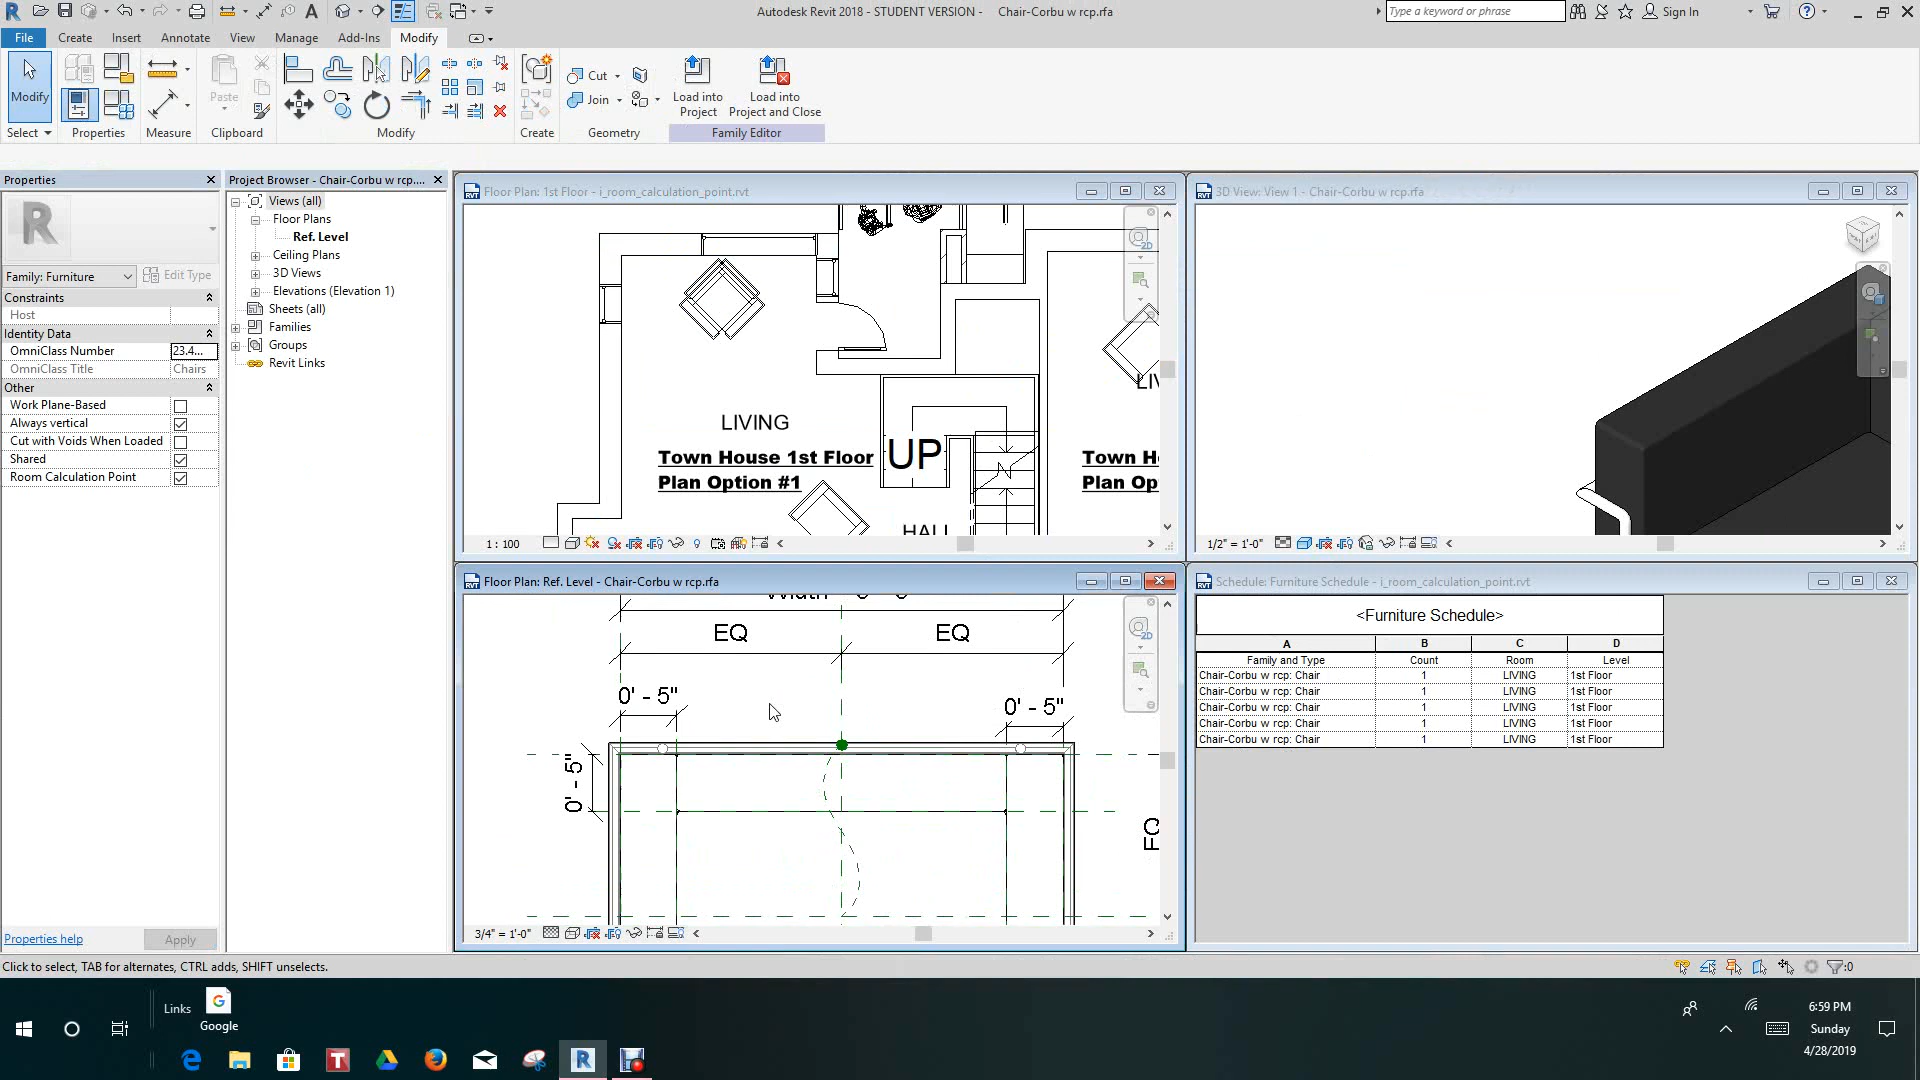 Autodesk Revit 2018 - STUDENT VERSION - Chair-Corbu w rcp.rfa
Type a keyword or phrase
Sign In
File Create Insert Annotate View Manage Add-Ins Modify
Modify
Paste
Cut
Join
Load into Project
Load into Project and Close
Select Properties Measure Clipboard Modify Create Geometry Family Editor
Properties
Family: Furniture
Edit Type
Constraints
Host
Identity Data
OmniClass Number 23.4...
OmniClass Title Chairs
Other
Work Plane-Based
Always vertical
Cut with Voids When Loaded
Shared
Room Calculation Point
Properties help
Apply
Project Browser - Chair-Corbu w rcp....
Views (all)
Floor Plans
Ref. Level
Ceiling Plans
3D Views
Elevations (Elevation 1)
Sheets (all)
Families
Groups
Revit Links
Floor Plan: 1st Floor - i_room_calculation_point.rvt
2D
LIVING
Town House 1st Floor
Plan Option #1
UP
HALL
LIV
Town H
Plan Op
1 : 100
3D View: View 1 - Chair-Corbu w rcp.rfa
1/2" = 1'-0"
Floor Plan: Ref. Level - Chair-Corbu w rcp.rfa
2D
EQ
EQ
0' - 5"
0' - 5"
0' - 5"
EQ
3/4" = 1'-0"
Schedule: Furniture Schedule - i_room_calculation_point.rvt
<Furniture Schedule>
A B C D
Family and Type Count Room Level
Chair-Corbu w rcp: Chair 1 LIVING 1st Floor
Chair-Corbu w rcp: Chair 1 LIVING 1st Floor
Chair-Corbu w rcp: Chair 1 LIVING 1st Floor
Chair-Corbu w rcp: Chair 1 LIVING 1st Floor
Chair-Corbu w rcp: Chair 1 LIVING 1st Floor
Click to select, TAB for alternates, CTRL adds, SHIFT unselects.
:0
Links
Google
6:59 PM
Sunday
4/28/2019